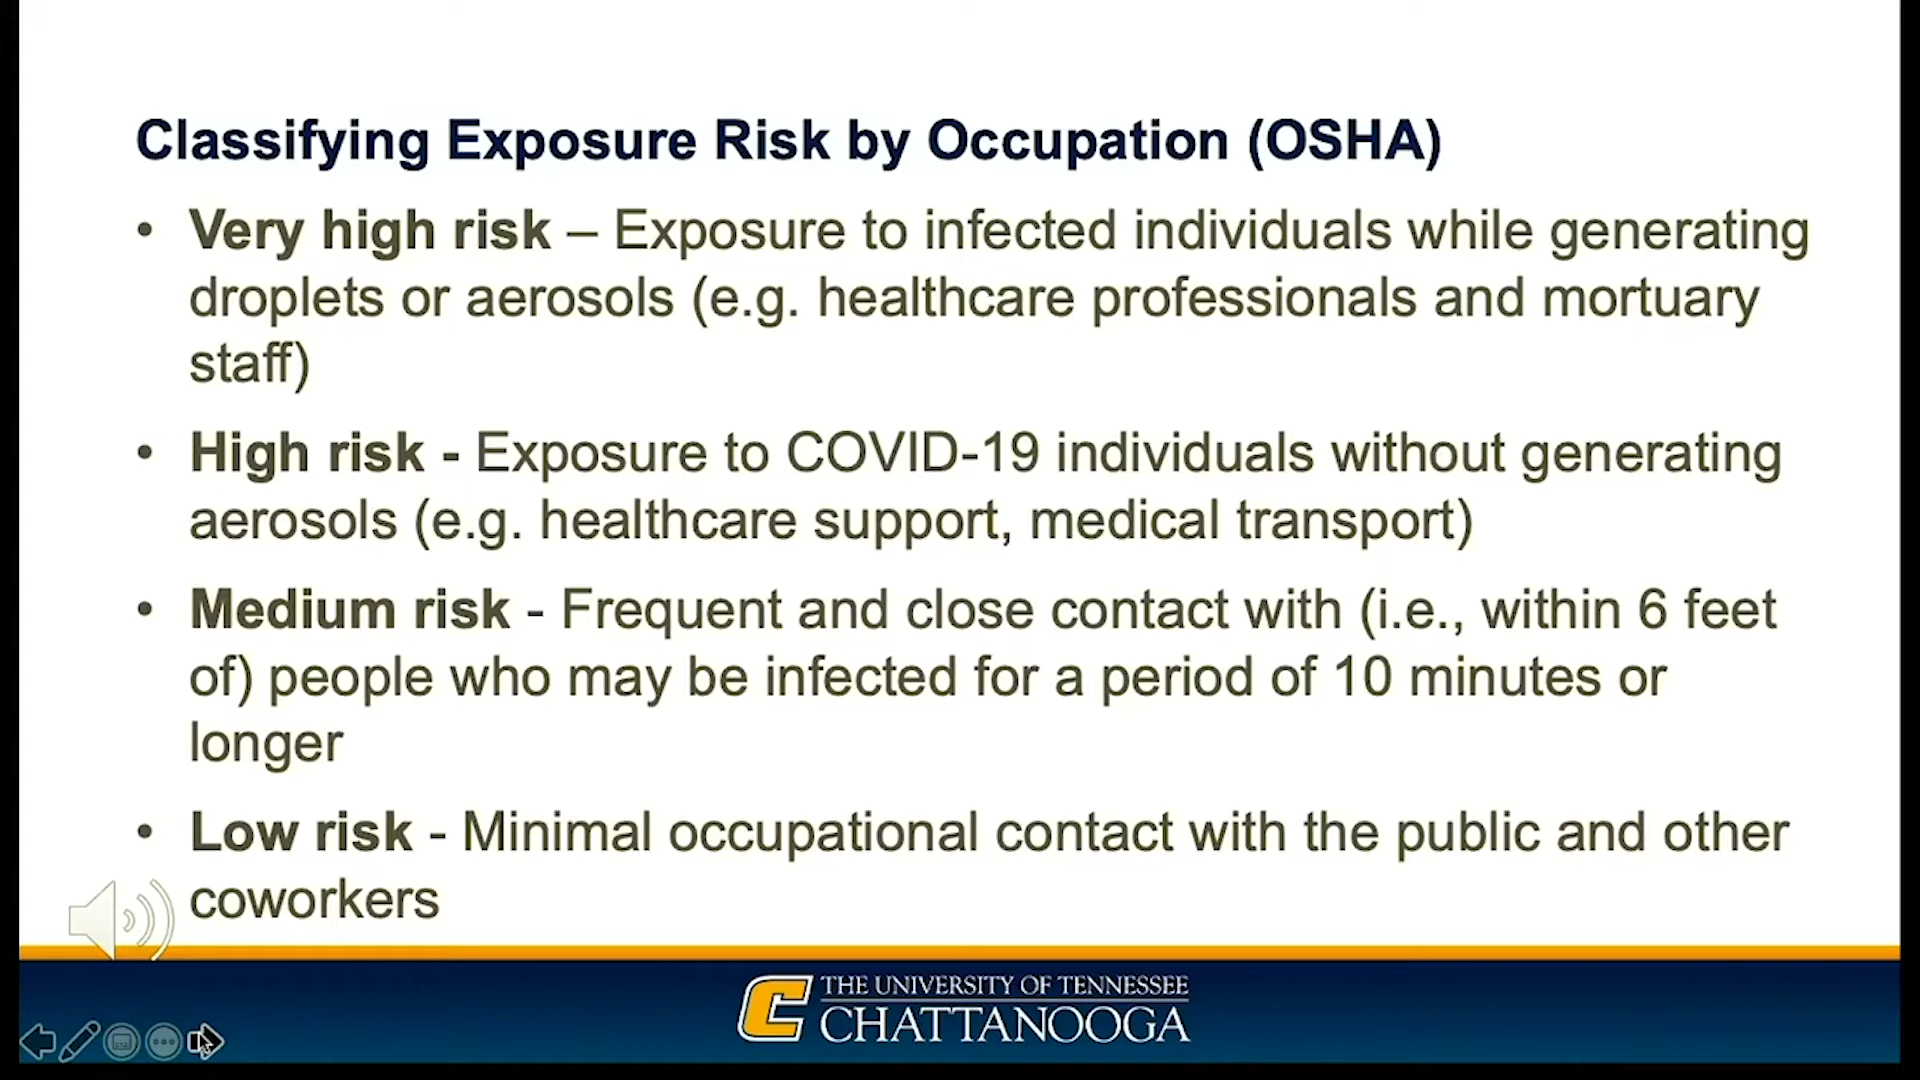 Classifying Exposure Risk by Occupation (OSHA)
• Very high risk – Exposure to infected individuals while generating
droplets or aerosols (e.g. healthcare professionals and mortuary
staff)
• High risk - Exposure to COVID-19 individuals without generating
aerosols (e.g. healthcare support, medical transport)
• Medium risk - Frequent and close contact with (i.e., within 6 feet
of) people who may be infected for a period of 10 minutes or
longer
• Low risk - Minimal occupational contact with the public and other
coworkers
C THE UNIVERSITY OF TENNESSEE
CHATTANOOGA